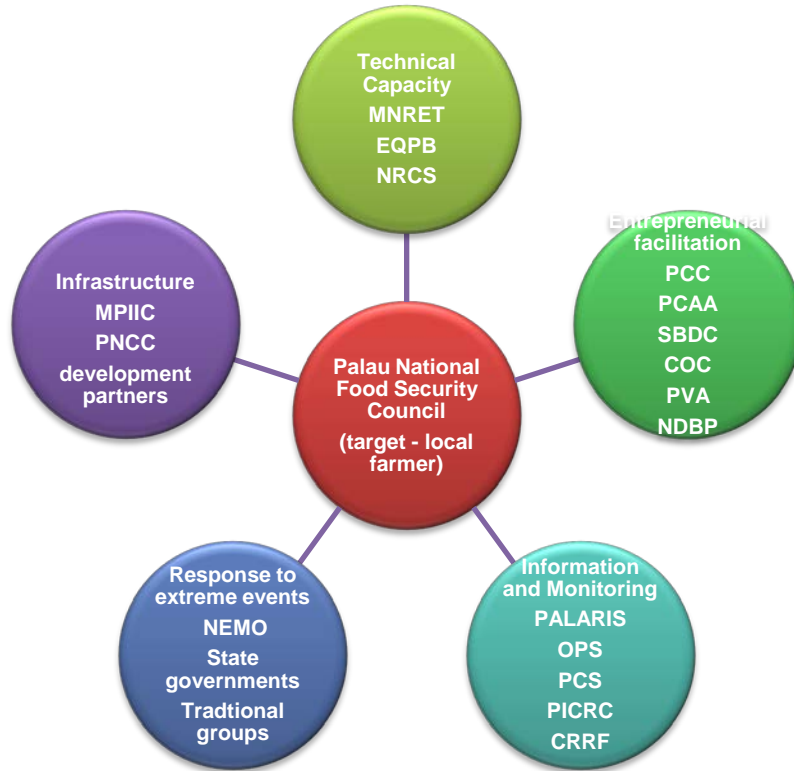 Technical
Capacity
MNRET
EQPB
NRCS
Entrepreneurial
facilitation
PCC
PCAA
SBDC
COC
PVA
NDBP
Infrastructure
MPIIC
PNCC
development
partners
Palau National
Food Security
Council
(target - local
farmer)
Response to
extreme events
NEMO
State
governments
Tradtional
groups
Information
and Monitoring
PALARIS
OPS
PCS
PICRC
CRRF